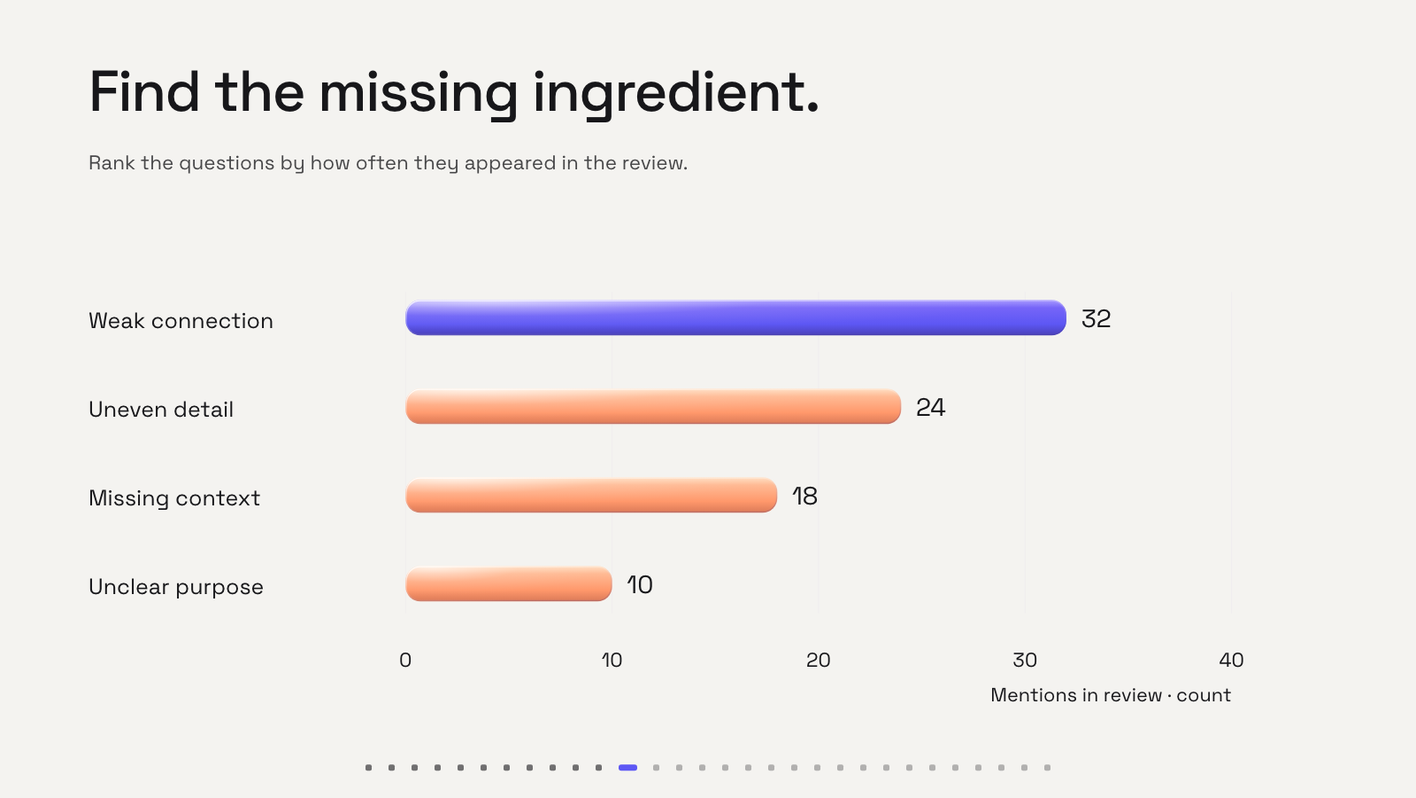 Find the missing ingredient.
Rank the questions by how often they appeared in the review.
Weak connection 32
Uneven detail 24
Missing context 18
Unclear purpose 10
0 10 20 30 40
Mentions in review · count